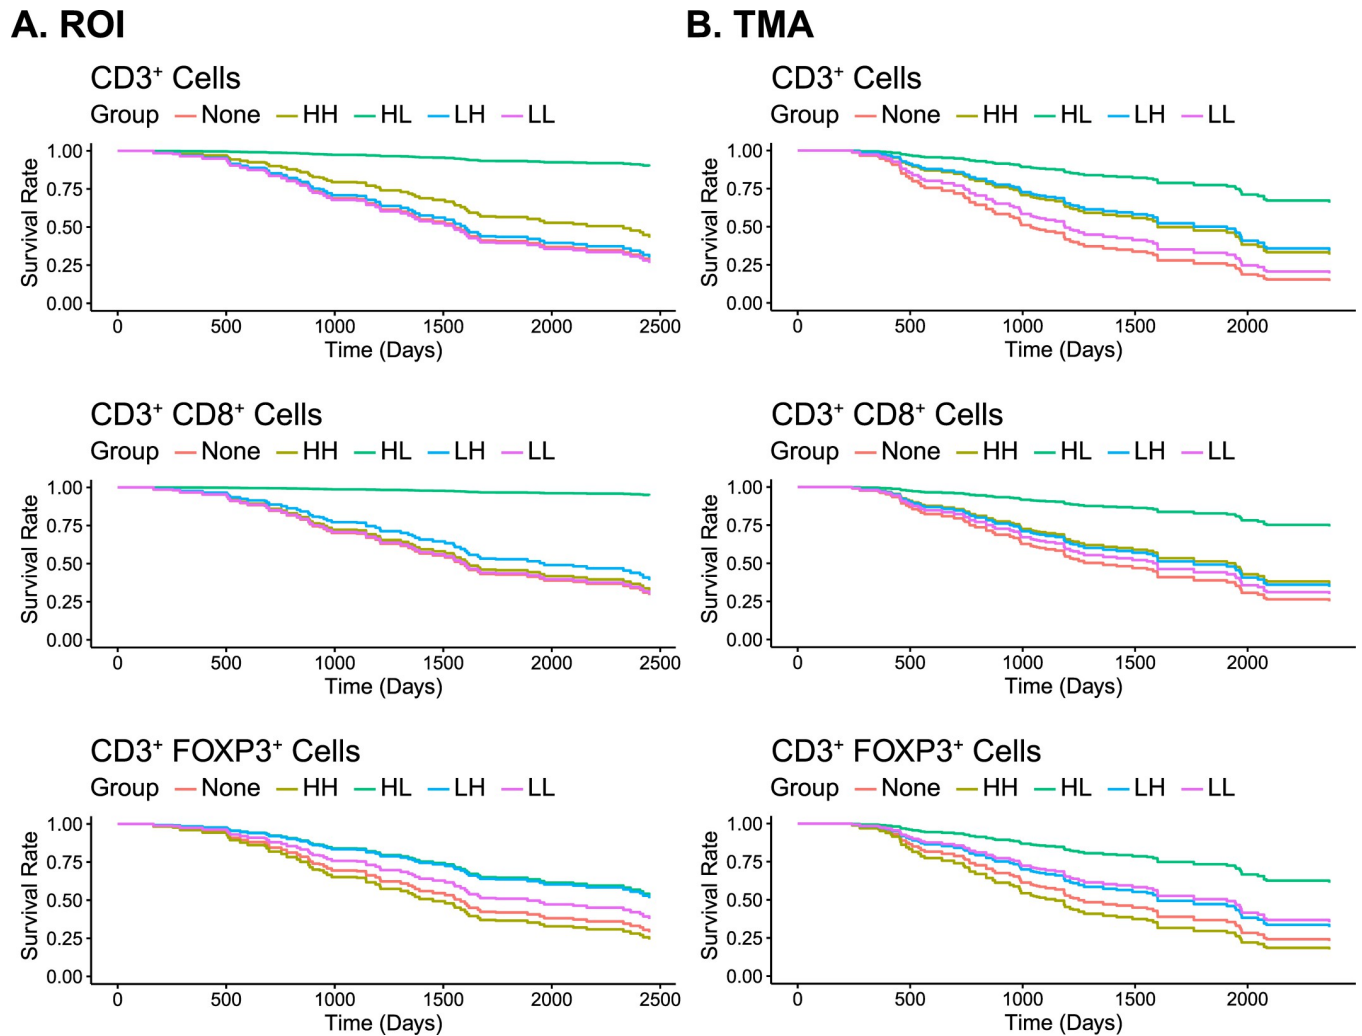 A. ROI
CD3⁺ Cells
Group None HH HL LH LL
Survival Rate
1.00
0.75
0.50
0.25
0.00
0 500 1000 1500 2000 2500
Time (Days)
CD3⁺ CD8⁺ Cells
Group None HH HL LH LL
Survival Rate
1.00
0.75
0.50
0.25
0.00
0 500 1000 1500 2000 2500
Time (Days)
CD3⁺ FOXP3⁺ Cells
Group None HH HL LH LL
Survival Rate
1.00
0.75
0.50
0.25
0.00
0 500 1000 1500 2000 2500
Time (Days)
B. TMA
CD3⁺ Cells
Group None HH HL LH LL
Survival Rate
1.00
0.75
0.50
0.25
0.00
0 500 1000 1500 2000
Time (Days)
CD3⁺ CD8⁺ Cells
Group None HH HL LH LL
Survival Rate
1.00
0.75
0.50
0.25
0.00
0 500 1000 1500 2000
Time (Days)
CD3⁺ FOXP3⁺ Cells
Group None HH HL LH LL
Survival Rate
1.00
0.75
0.50
0.25
0.00
0 500 1000 1500 2000
Time (Days)